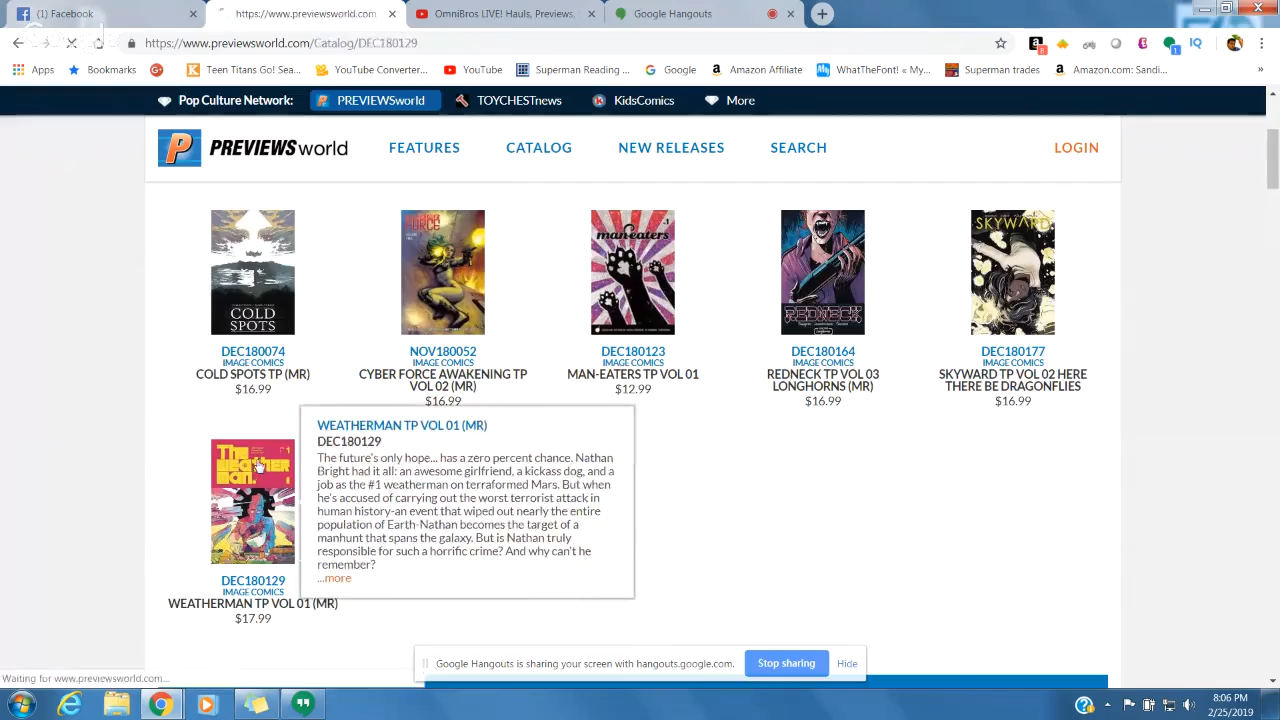 (1) Facebook
https://www.previewsworld.com/
OmniBros LIVE! Hauls, Previews,
Google Hangouts
https://www.previewsworld.com/Catalog/DEC180129
Apps Bookmarks Teen Titans Go! Sea... YouTube Converter... YouTube Superman Reading ... Google Amazon Affiliate WhatTheFont! « My... Superman trades Amazon.com: Sandi...
Pop Culture Network: PREVIEWSworld TOYCHESTnews KidsComics More
PREVIEWSworld FEATURES CATALOG NEW RELEASES SEARCH LOGIN
COLD SPOTS
man-eaters
REDNECK
SKYWARD
DEC180074
IMAGE COMICS
COLD SPOTS TP (MR)
$16.99
NOV180052
IMAGE COMICS
CYBER FORCE AWAKENING TP
VOL 02 (MR)
$16.99
DEC180123
IMAGE COMICS
MAN-EATERS TP VOL 01
$12.99
DEC180164
IMAGE COMICS
REDNECK TP VOL 03
LONGHORNS (MR)
$16.99
DEC180177
IMAGE COMICS
SKYWARD TP VOL 02 HERE
THERE BE DRAGONFLIES
$16.99
The
weather
man.
DEC180129
IMAGE COMICS
WEATHERMAN TP VOL 01 (MR)
$17.99
WEATHERMAN TP VOL 01 (MR)
DEC180129
The future's only hope... has a zero percent chance. Nathan
Bright had it all: an awesome girlfriend, a kickass dog, and a
job as the #1 weatherman on terraformed Mars. But when
he's accused of carrying out the worst terrorist attack in
human history-an event that wiped out nearly the entire
population of Earth-Nathan becomes the target of a
manhunt that spans the galaxy. But is Nathan truly
responsible for such a horrific crime? And why can't he
remember?
...more
Google Hangouts is sharing your screen with hangouts.google.com. Stop sharing Hide
Waiting for www.previewsworld.com...
8:06 PM
2/25/2019